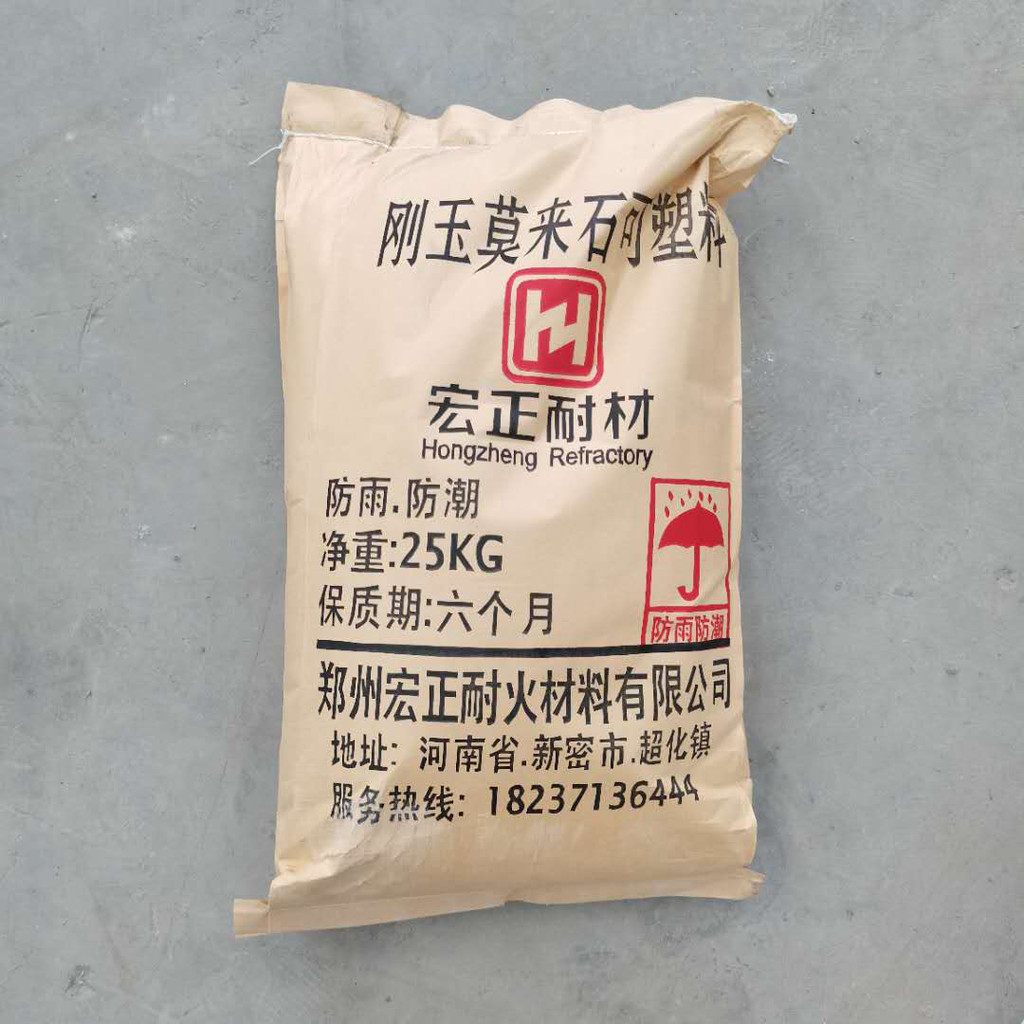 刚玉莫来石可塑料
宏正耐材
Hongzheng Refractory
防雨.防潮
净重:25KG
保质期:六个月
防雨防潮
郑州宏正耐火材料有限公司
地址: 河南省.新密市.超化镇
服务热线: 18237136444